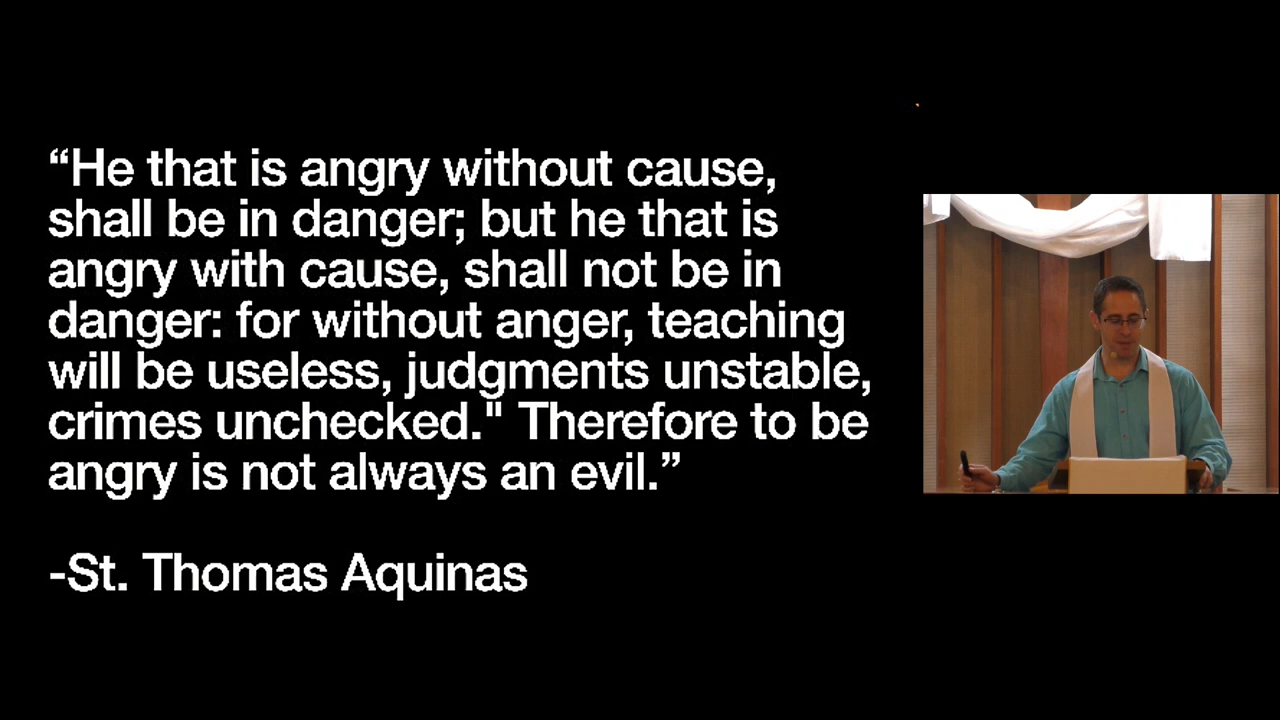 “He that is angry without cause,
shall be in danger; but he that is
angry with cause, shall not be in
danger: for without anger, teaching
will be useless, judgments unstable,
crimes unchecked." Therefore to be
angry is not always an evil.”
-St. Thomas Aquinas